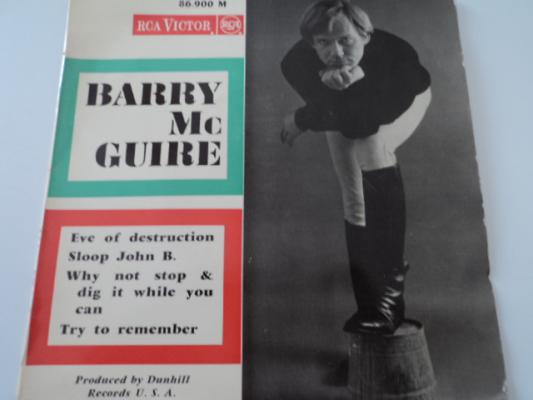 86.900 M
RCA VICTOR RCA
BARRY
Mc
GUIRE
Eve of destruction
Sloop John B.
Why not stop &
dig it while you
can
Try to remember
Produced by Dunhill
Records U. S. A.